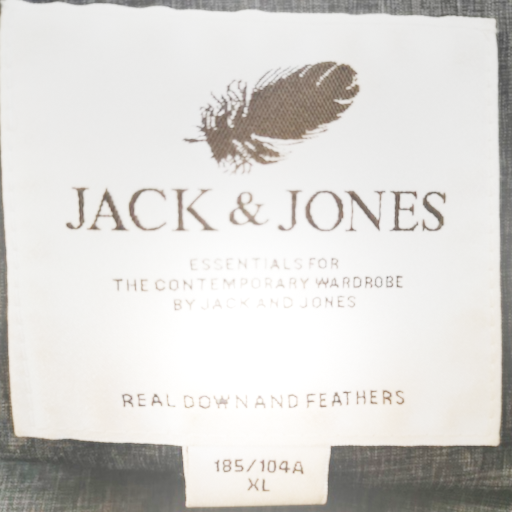 JACK & JONES
ESSENTIALS FOR
THE CONTEMPORARY WARDROBE
BY JACK AND JONES
REAL DOWN AND FEATHERS
185/104A
XL